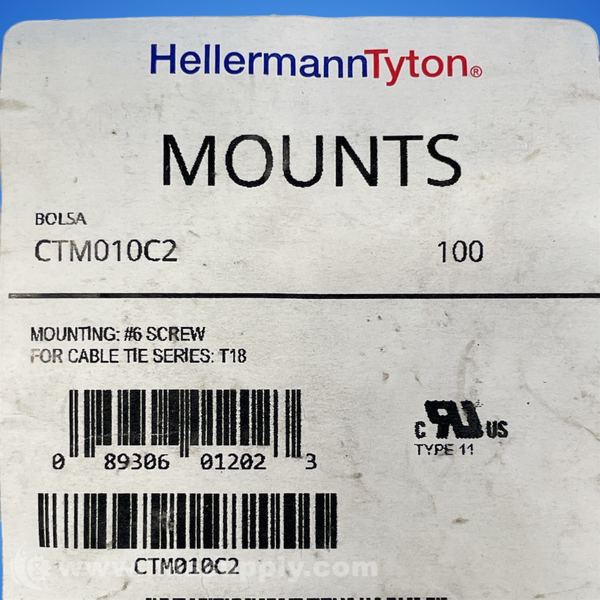 HellermannTyton®
MOUNTS
BOLSA
CTM010C2 100
MOUNTING: #6 SCREW
FOR CABLE TIE SERIES: T18
0 89306 01202 3
c RU US
TYPE 11
CTM010C2